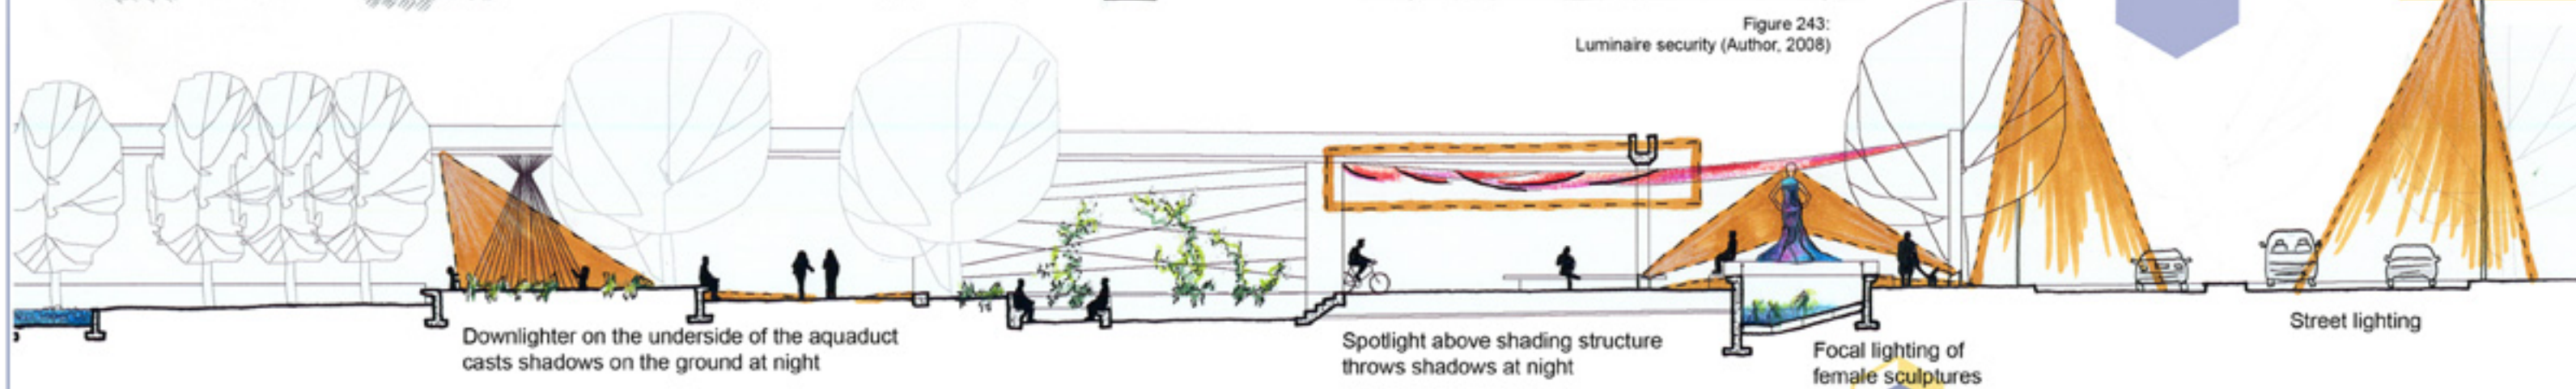 Figure 243:
Luminaire security (Author, 2008)
Downlighter on the underside of the aquaduct
casts shadows on the ground at night
Spotlight above shading structure
throws shadows at night
Focal lighting of
female sculptures
Street lighting